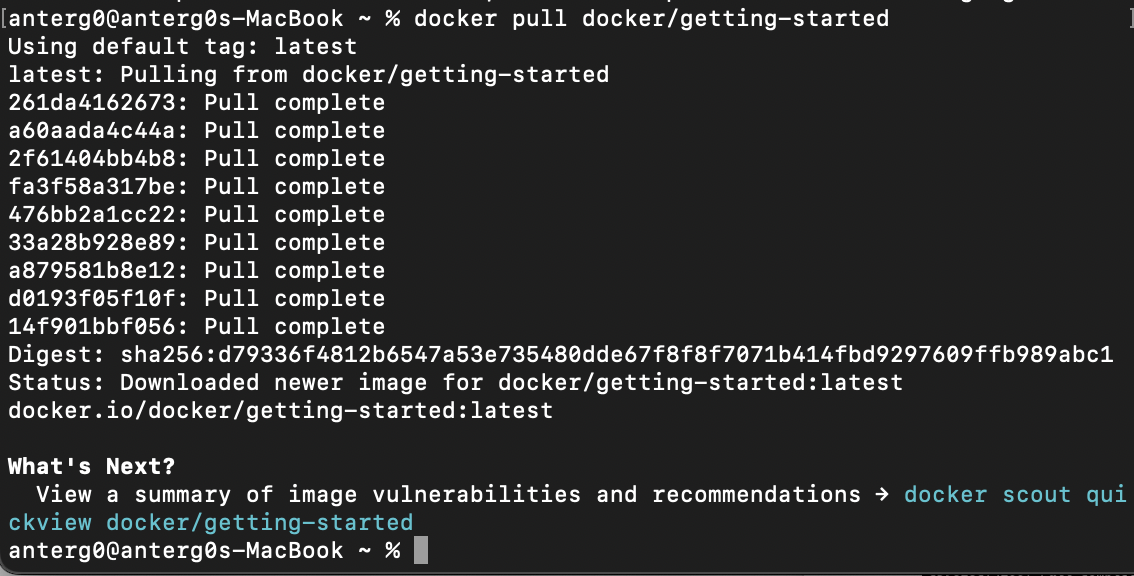 [anterg0@anterg0s-MacBook ~ % docker pull docker/getting-started ]
Using default tag: latest
latest: Pulling from docker/getting-started
261da4162673: Pull complete
a60aada4c44a: Pull complete
2f61404bb4b8: Pull complete
fa3f58a317be: Pull complete
476bb2a1cc22: Pull complete
33a28b928e89: Pull complete
a879581b8e12: Pull complete
d0193f05f10f: Pull complete
14f901bbf056: Pull complete
Digest: sha256:d79336f4812b6547a53e735480dde67f8f8f7071b414fbd9297609ffb989abc1
Status: Downloaded newer image for docker/getting-started:latest
docker.io/docker/getting-started:latest
What's Next?
View a summary of image vulnerabilities and recommendations → docker scout qui
ckview docker/getting-started
anterg0@anterg0s-MacBook ~ %